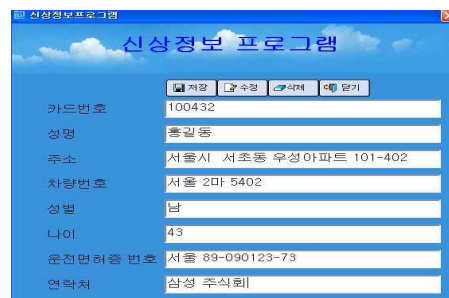 신상정보프로그램
신상정보 프로그램
저장 수정 삭제 닫기
카드번호 100432
성명 홍길동
주소 서울시 서초동 우성아파트 101-402
차량번호 서울 2마 5402
성별 남
나이 43
운전면허증 번호 서울 89-090123-73
연락처 삼성 주식회